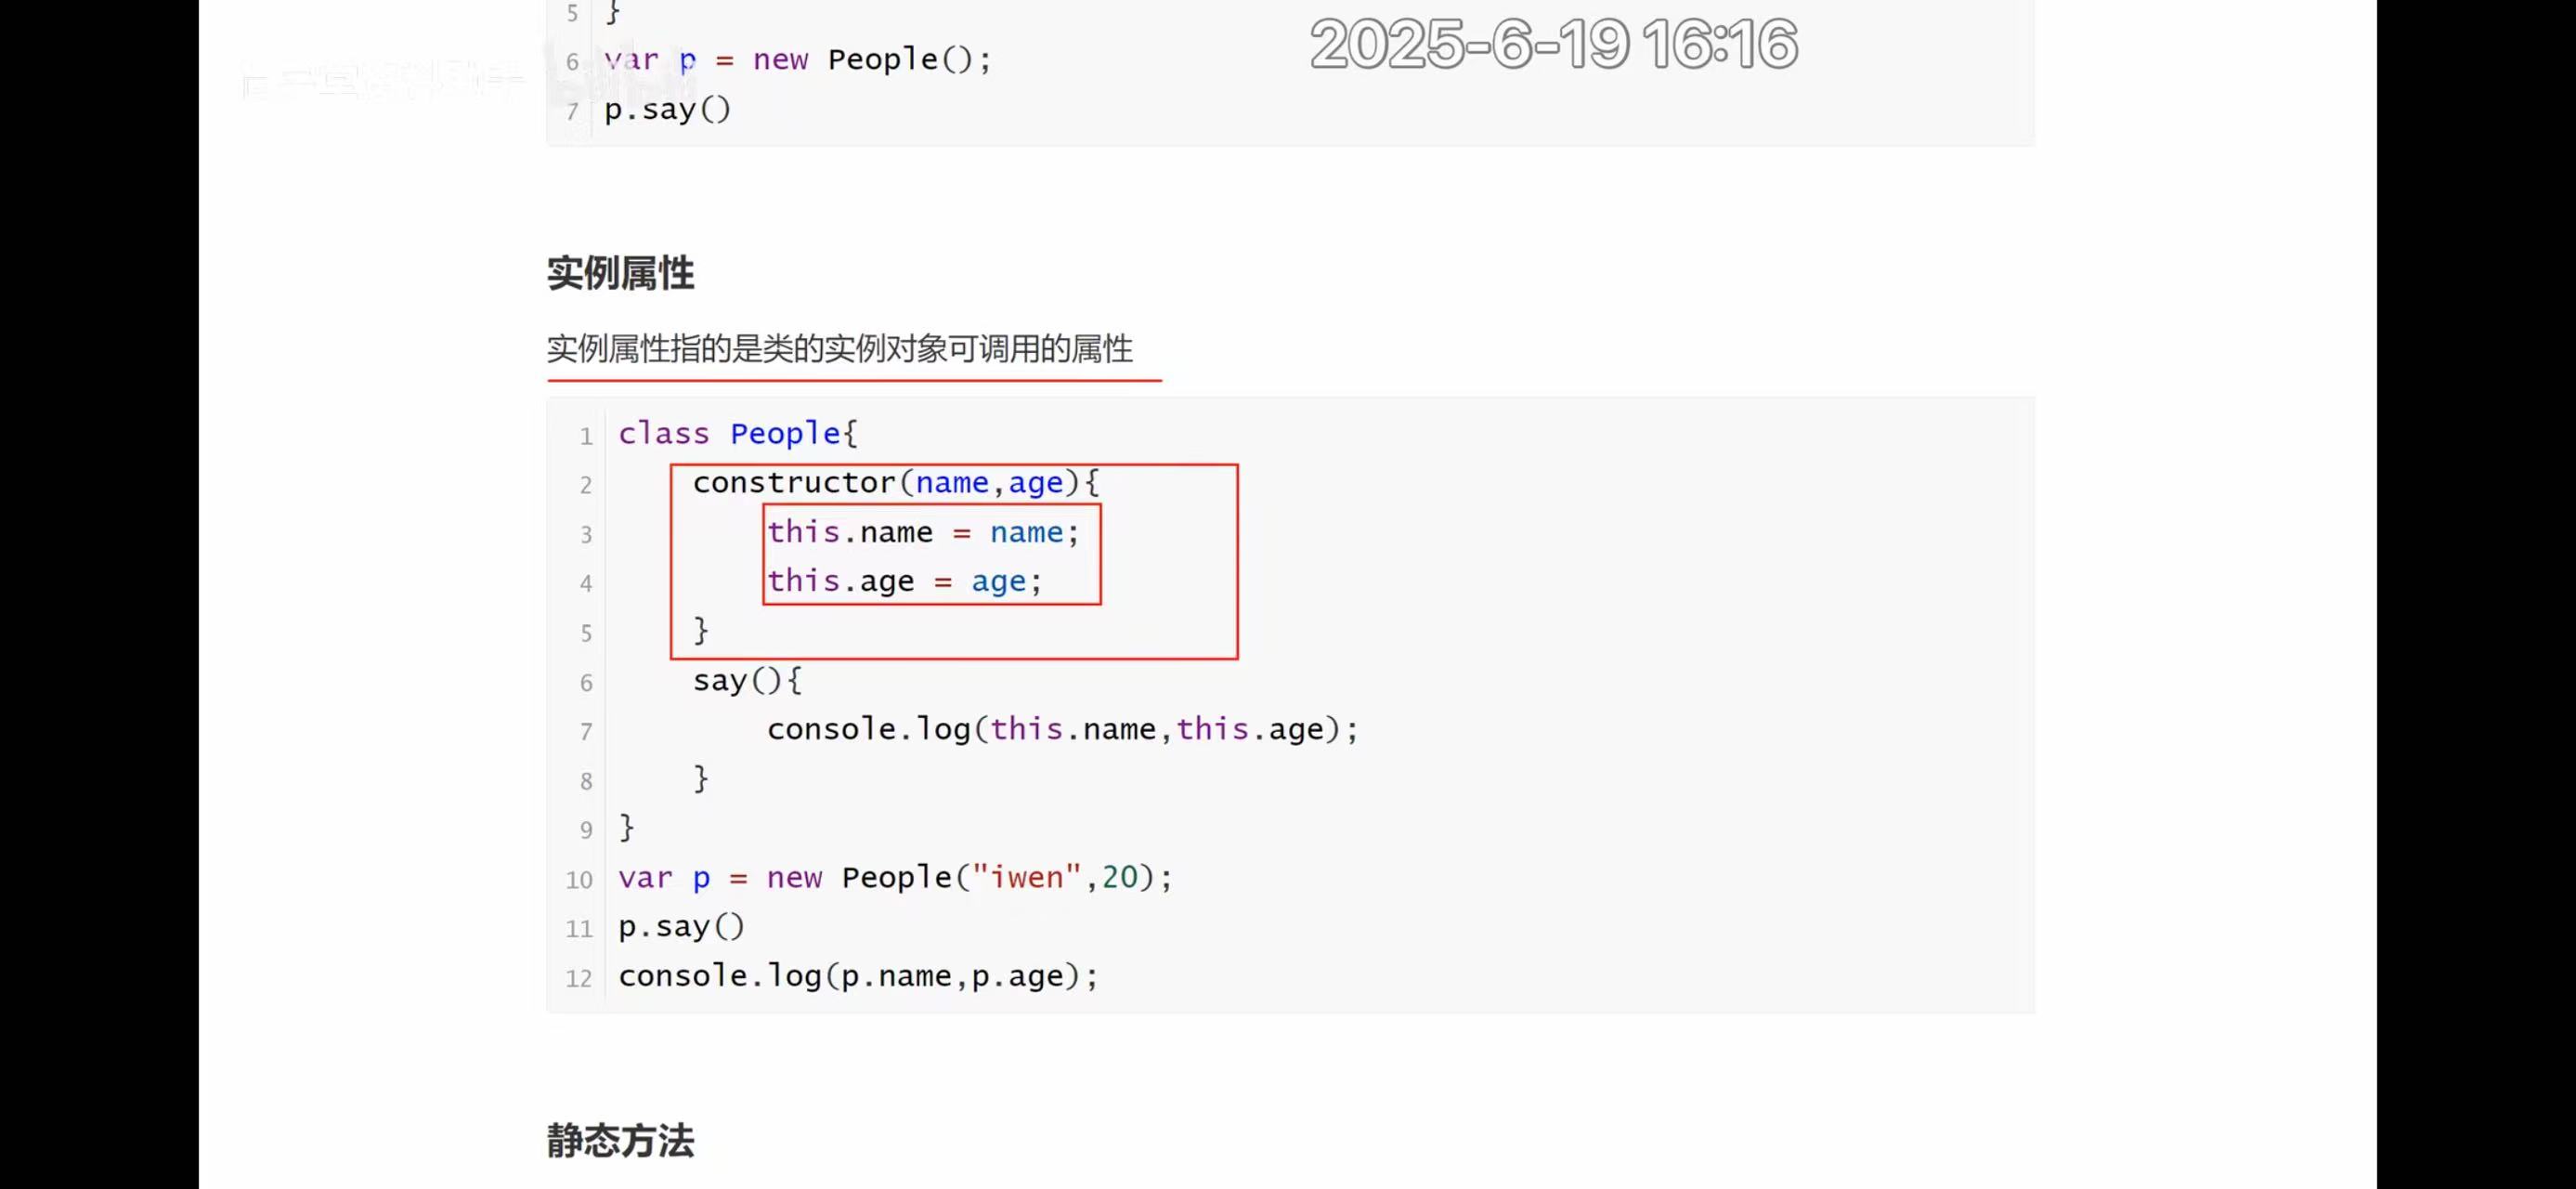 5 }
2025-6-19 16:16
6 var p = new People();
7 p.say()
实例属性
实例属性指的是类的实例对象可调用的属性
1 class People{
2 constructor(name,age){
3 this.name = name;
4 this.age = age;
5 }
6 say(){
7 console.log(this.name,this.age);
8 }
9 }
10 var p = new People("iwen",20);
11 p.say()
12 console.log(p.name,p.age);
静态方法